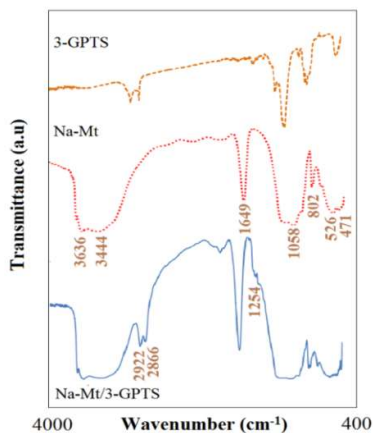 3-GPTS
Na-Mt
Transmittance (a.u)
3636
3444
1649
1058
802
526
471
2922
2866
1254
Na-Mt/3-GPTS
4000
Wavenumber (cm-1)
400